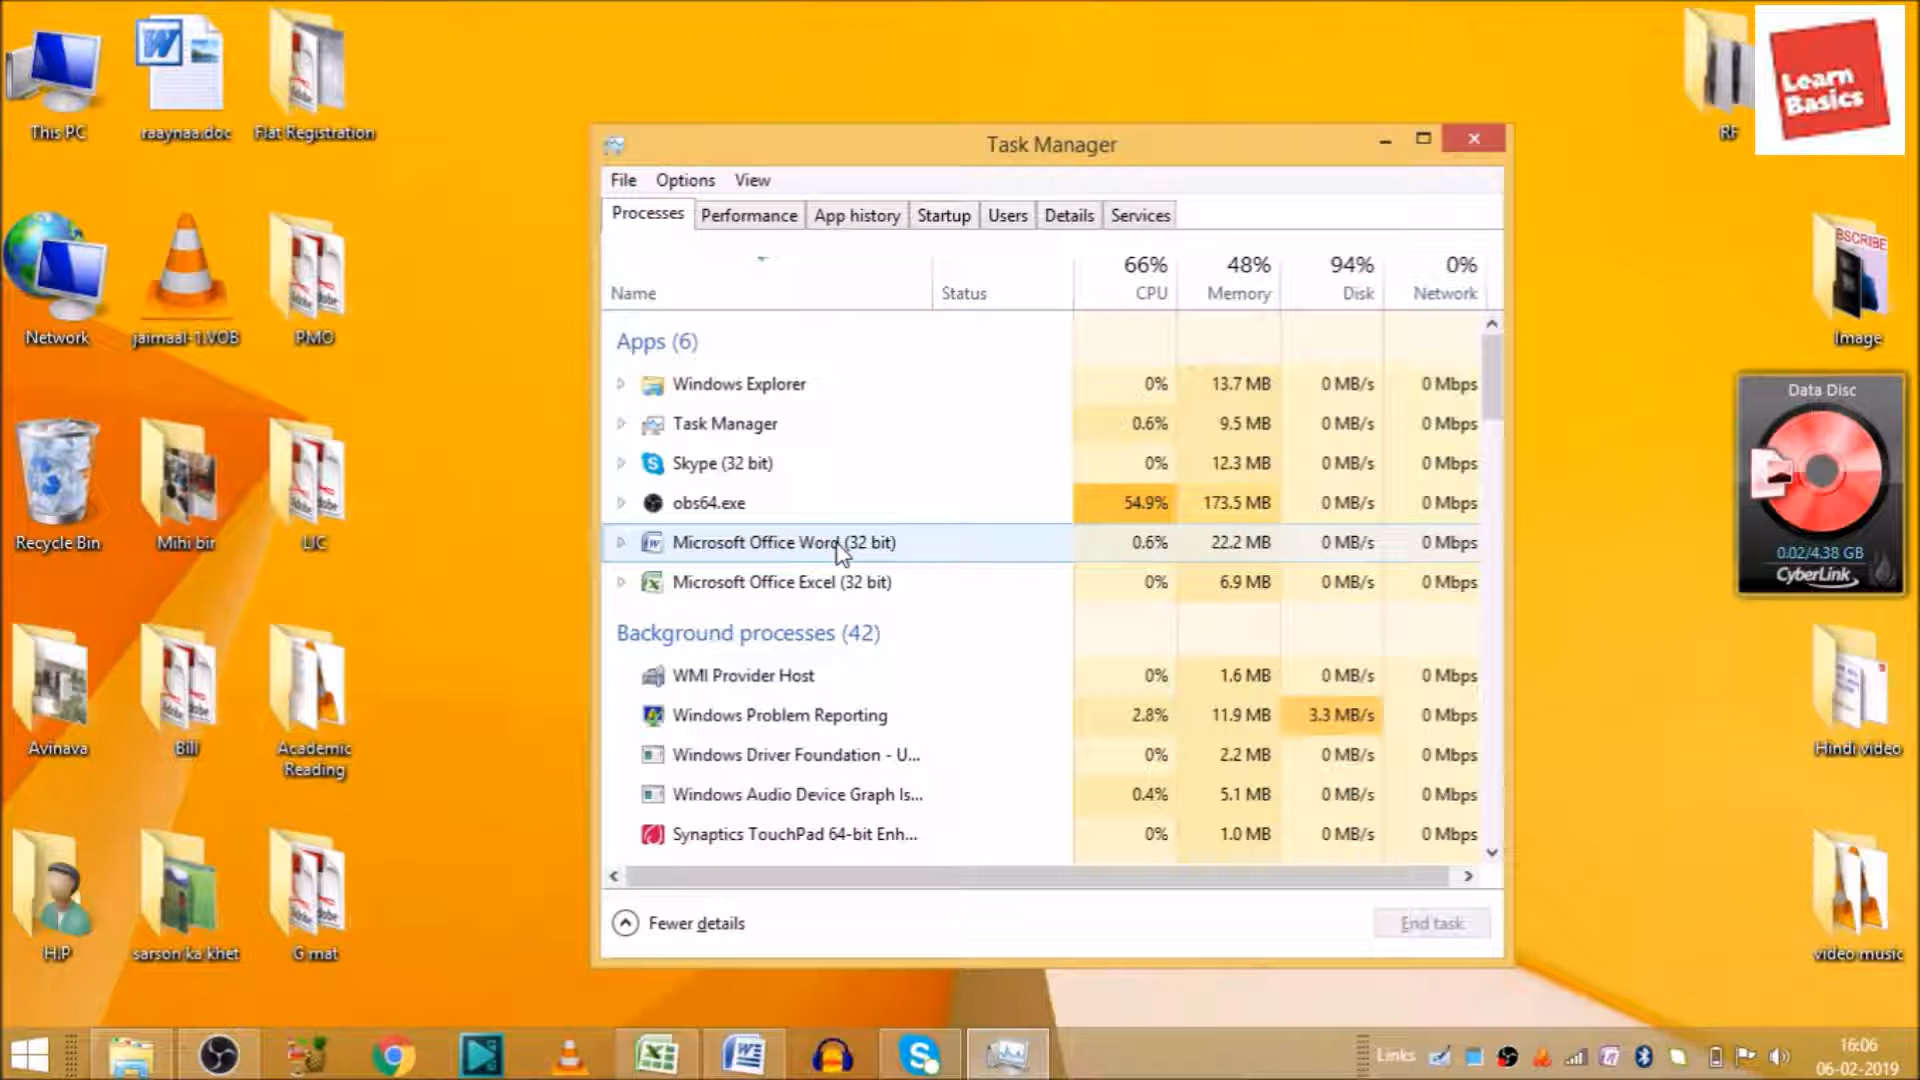 This PC
raaynaa.doc
Flat Registration
RF
Learn
Basics
Network
jaimaal-1.VOB
PMC
Recycle Bin
Mihi bir
LIC
Avinava
Bill
Academic
Reading
H.P
sarson ka khet
G mat
Task Manager
File Options View
Processes Performance App history Startup Users Details Services
66% 48% 94% 0%
Name Status CPU Memory Disk Network
Apps (6)
Windows Explorer 0% 13.7 MB 0 MB/s 0 Mbps
Task Manager 0.6% 9.5 MB 0 MB/s 0 Mbps
Skype (32 bit) 0% 12.3 MB 0 MB/s 0 Mbps
obs64.exe 54.9% 173.5 MB 0 MB/s 0 Mbps
Microsoft Office Word (32 bit) 0.6% 22.2 MB 0 MB/s 0 Mbps
Microsoft Office Excel (32 bit) 0% 6.9 MB 0 MB/s 0 Mbps
Background processes (42)
WMI Provider Host 0% 1.6 MB 0 MB/s 0 Mbps
Windows Problem Reporting 2.8% 11.9 MB 3.3 MB/s 0 Mbps
Windows Driver Foundation - U... 0% 2.2 MB 0 MB/s 0 Mbps
Windows Audio Device Graph Is... 0.4% 5.1 MB 0 MB/s 0 Mbps
Synaptics TouchPad 64-bit Enh... 0% 1.0 MB 0 MB/s 0 Mbps
Fewer details
End task
BSCRIBE
Image
Data Disc
0.02/4.38 GB
CyberLink
Hindi video
video music
Links
16:06
06-02-2019